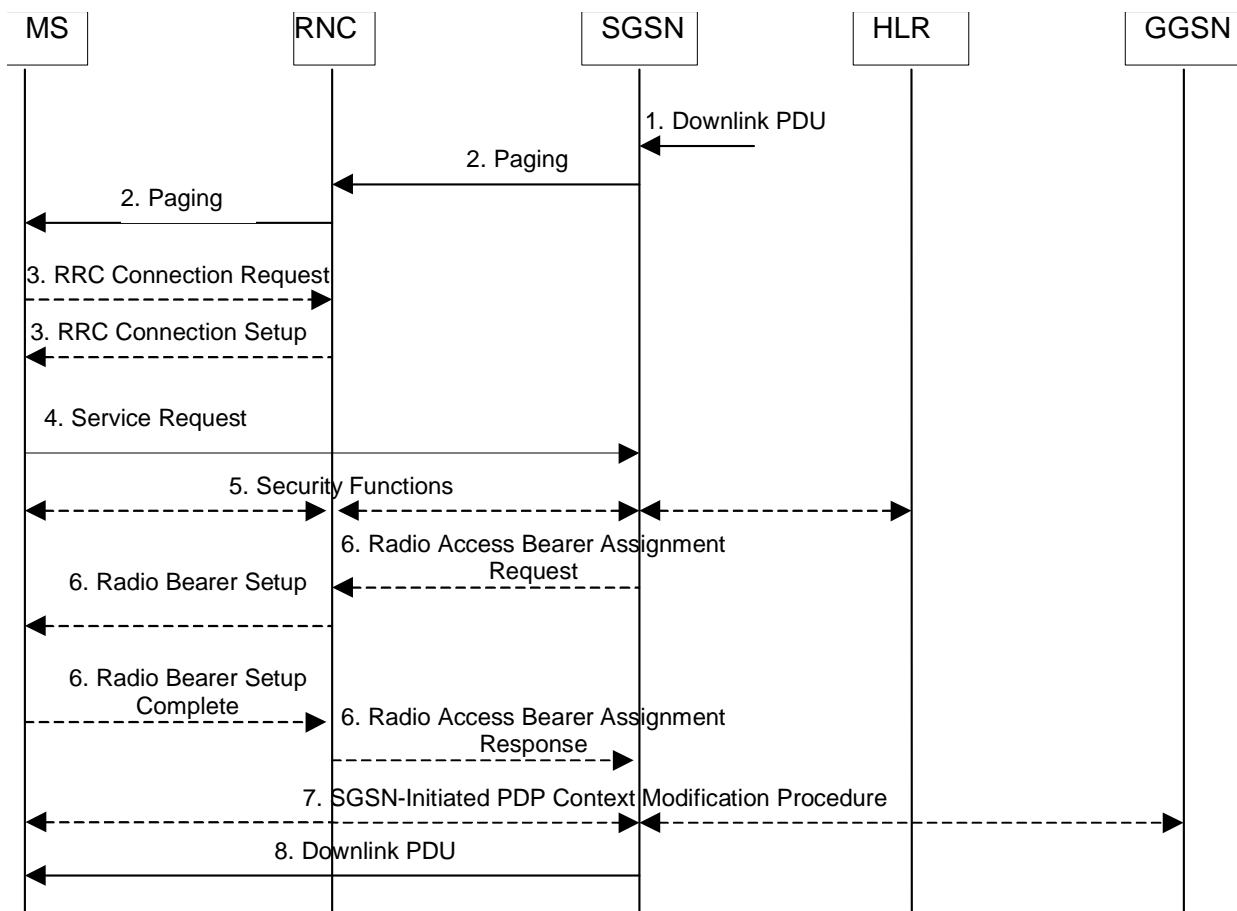 MS RNC SGSN HLR GGSN
1. Downlink PDU
2. Paging
2. Paging
3. RRC Connection Request
3. RRC Connection Setup
4. Service Request
5. Security Functions
6. Radio Access Bearer Assignment
Request
6. Radio Bearer Setup
6. Radio Bearer Setup
Complete
6. Radio Access Bearer Assignment
Response
7. SGSN-Initiated PDP Context Modification Procedure
8. Downlink PDU